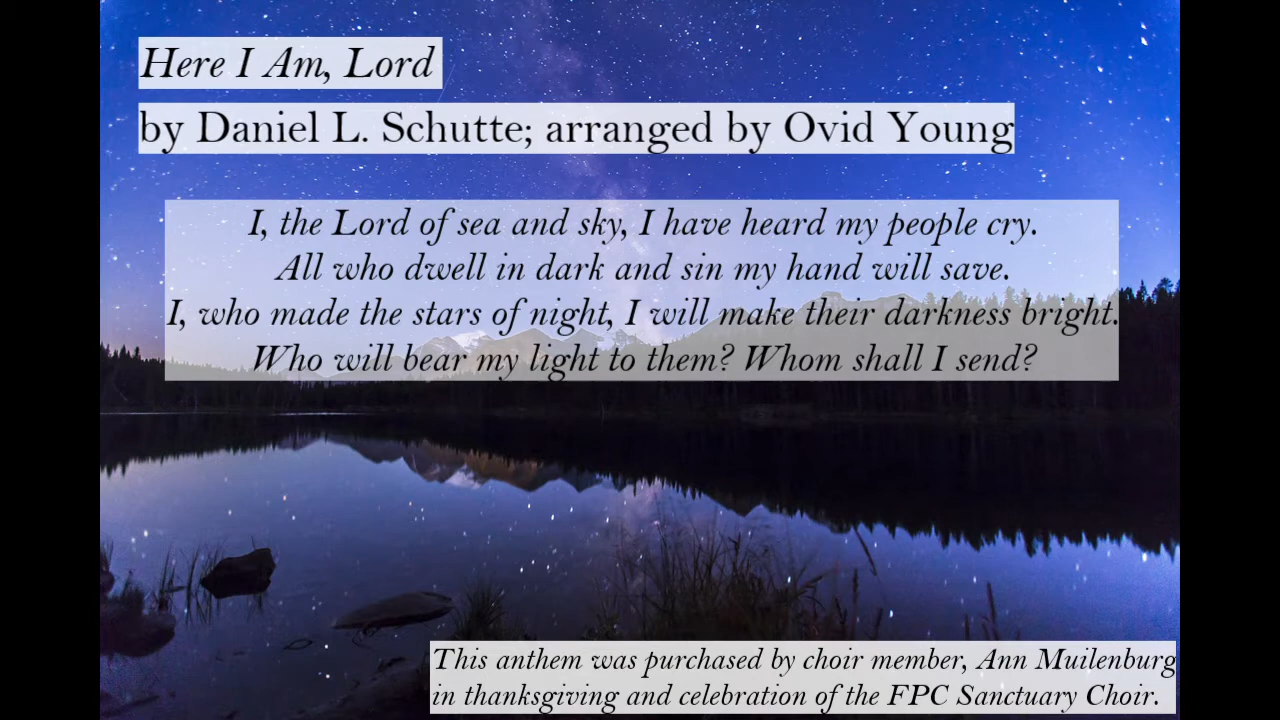 Here I Am, Lord
by Daniel L. Schutte; arranged by Ovid Young
I, the Lord of sea and sky, I have heard my people cry.
All who dwell in dark and sin my hand will save.
I, who made the stars of night, I will make their darkness bright.
Who will bear my light to them? Whom shall I send?
This anthem was purchased by choir member, Ann Muilenburg
in thanksgiving and celebration of the FPC Sanctuary Choir.